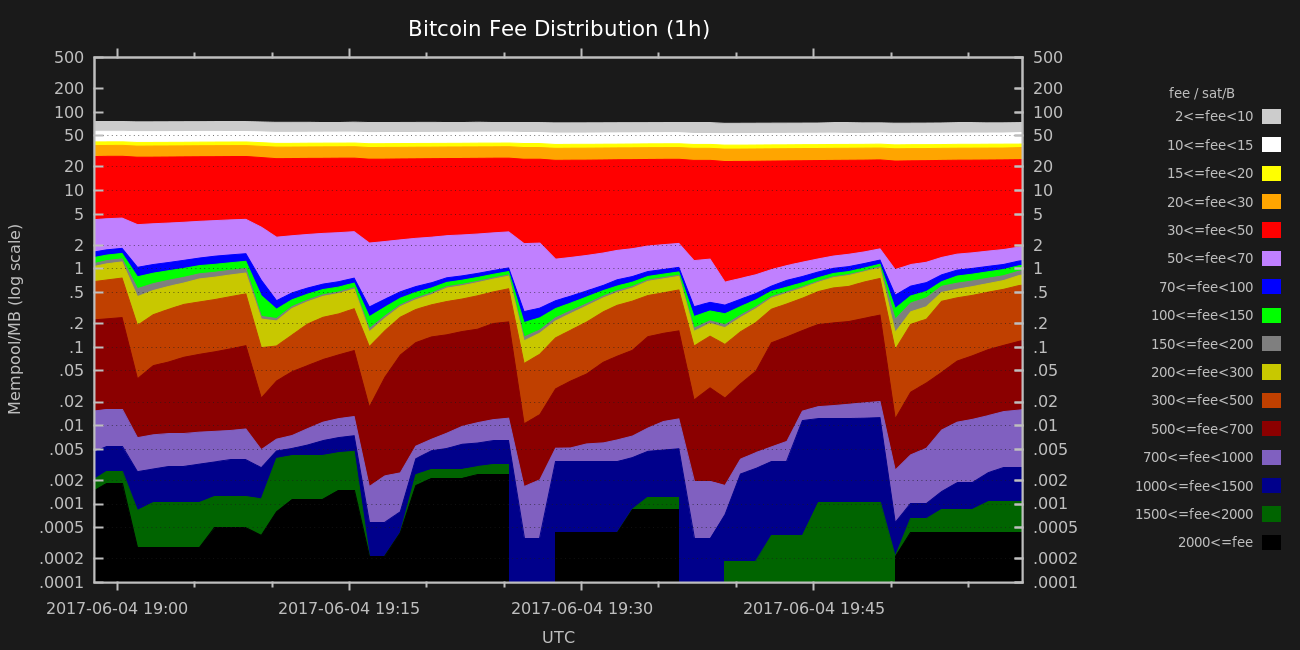 Bitcoin Fee Distribution (1h)
Mempool/MB (log scale)
500
200
100
50
20
10
5
2
1
.5
.2
.1
.05
.02
.01
.005
.002
.001
.0005
.0002
.0001
500
200
100
50
20
10
5
2
1
.5
.2
.1
.05
.02
.01
.005
.002
.001
.0005
.0002
.0001
2017-06-04 19:00
2017-06-04 19:15
2017-06-04 19:30
2017-06-04 19:45
UTC
fee / sat/B
2<=fee<10
10<=fee<15
15<=fee<20
20<=fee<30
30<=fee<50
50<=fee<70
70<=fee<100
100<=fee<150
150<=fee<200
200<=fee<300
300<=fee<500
500<=fee<700
700<=fee<1000
1000<=fee<1500
1500<=fee<2000
2000<=fee